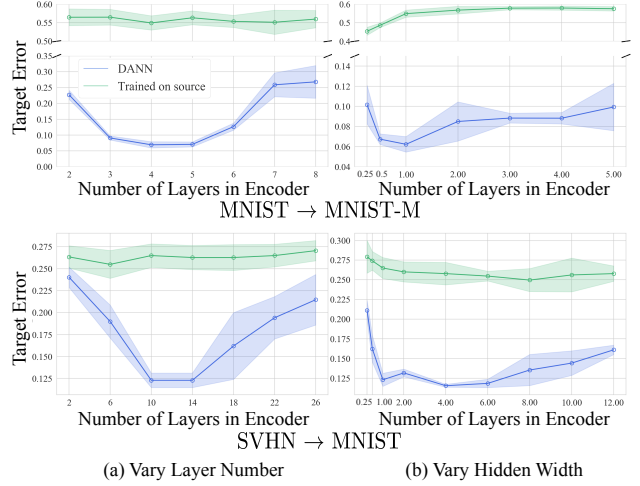 0.60
0.55
0.50
0.35
0.30
0.25
0.20
0.15
0.10
0.05
0.00
Target Error
DANN
Trained on source
2 3 4 5 6 7 8
Number of Layers in Encoder
0.6
0.5
0.4
0.12
0.10
0.08
0.06
0.04
0.25 0.5 1.00 2.00 3.00 4.00 5.00
Number of Layers in Encoder
MNIST → MNIST-M
0.275
0.250
0.225
0.200
0.175
0.150
0.125
Target Error
2 6 10 14 18 22 26
Number of Layers in Encoder
0.300
0.275
0.250
0.225
0.200
0.175
0.150
0.125
0.25 1.00 2.00 4.00 6.00 8.00 10.00 12.00
Number of Layers in Encoder
SVHN → MNIST
(a) Vary Layer Number
(b) Vary Hidden Width